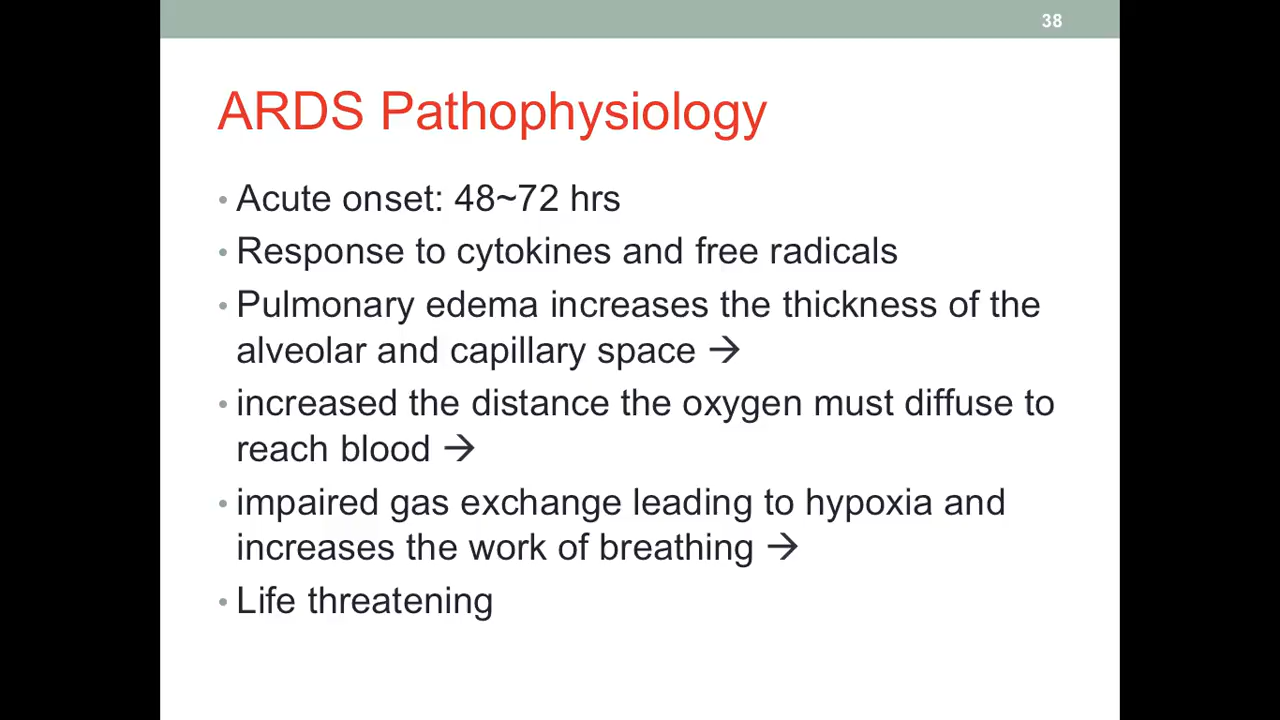 38
ARDS Pathophysiology
• Acute onset: 48~72 hrs
• Response to cytokines and free radicals
• Pulmonary edema increases the thickness of the
alveolar and capillary space →
• increased the distance the oxygen must diffuse to
reach blood →
• impaired gas exchange leading to hypoxia and
increases the work of breathing →
• Life threatening